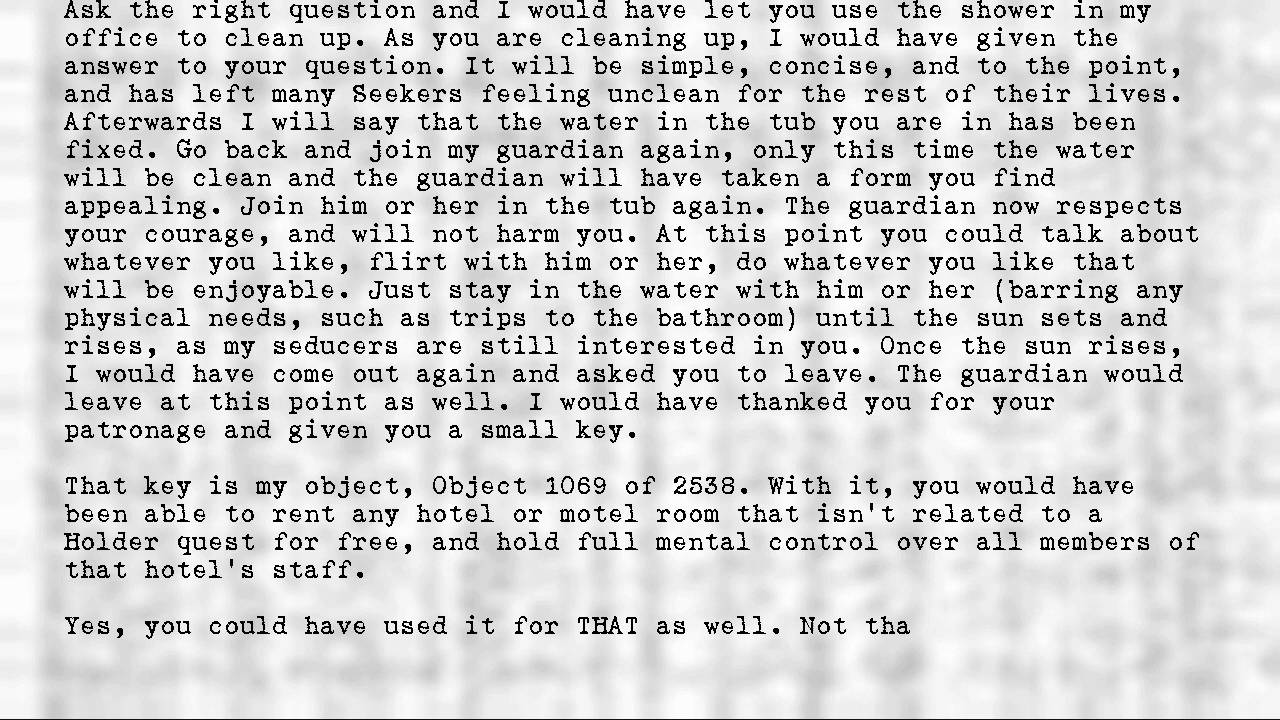 Ask the right question and I would have let you use the shower in my
office to clean up. As you are cleaning up, I would have given the
answer to your question. It will be simple, concise, and to the point,
and has left many Seekers feeling unclean for the rest of their lives.
Afterwards I will say that the water in the tub you are in has been
fixed. Go back and join my guardian again, only this time the water
will be clean and the guardian will have taken a form you find
appealing. Join him or her in the tub again. The guardian now respects
your courage, and will not harm you. At this point you could talk about
whatever you like, flirt with him or her, do whatever you like that
will be enjoyable. Just stay in the water with him or her (barring any
physical needs, such as trips to the bathroom) until the sun sets and
rises, as my seducers are still interested in you. Once the sun rises,
I would have come out again and asked you to leave. The guardian would
leave at this point as well. I would have thanked you for your
patronage and given you a small key.
That key is my object, Object 1069 of 2538. With it, you would have
been able to rent any hotel or motel room that isn't related to a
Holder quest for free, and hold full mental control over all members of
that hotel's staff.
Yes, you could have used it for THAT as well. Not tha